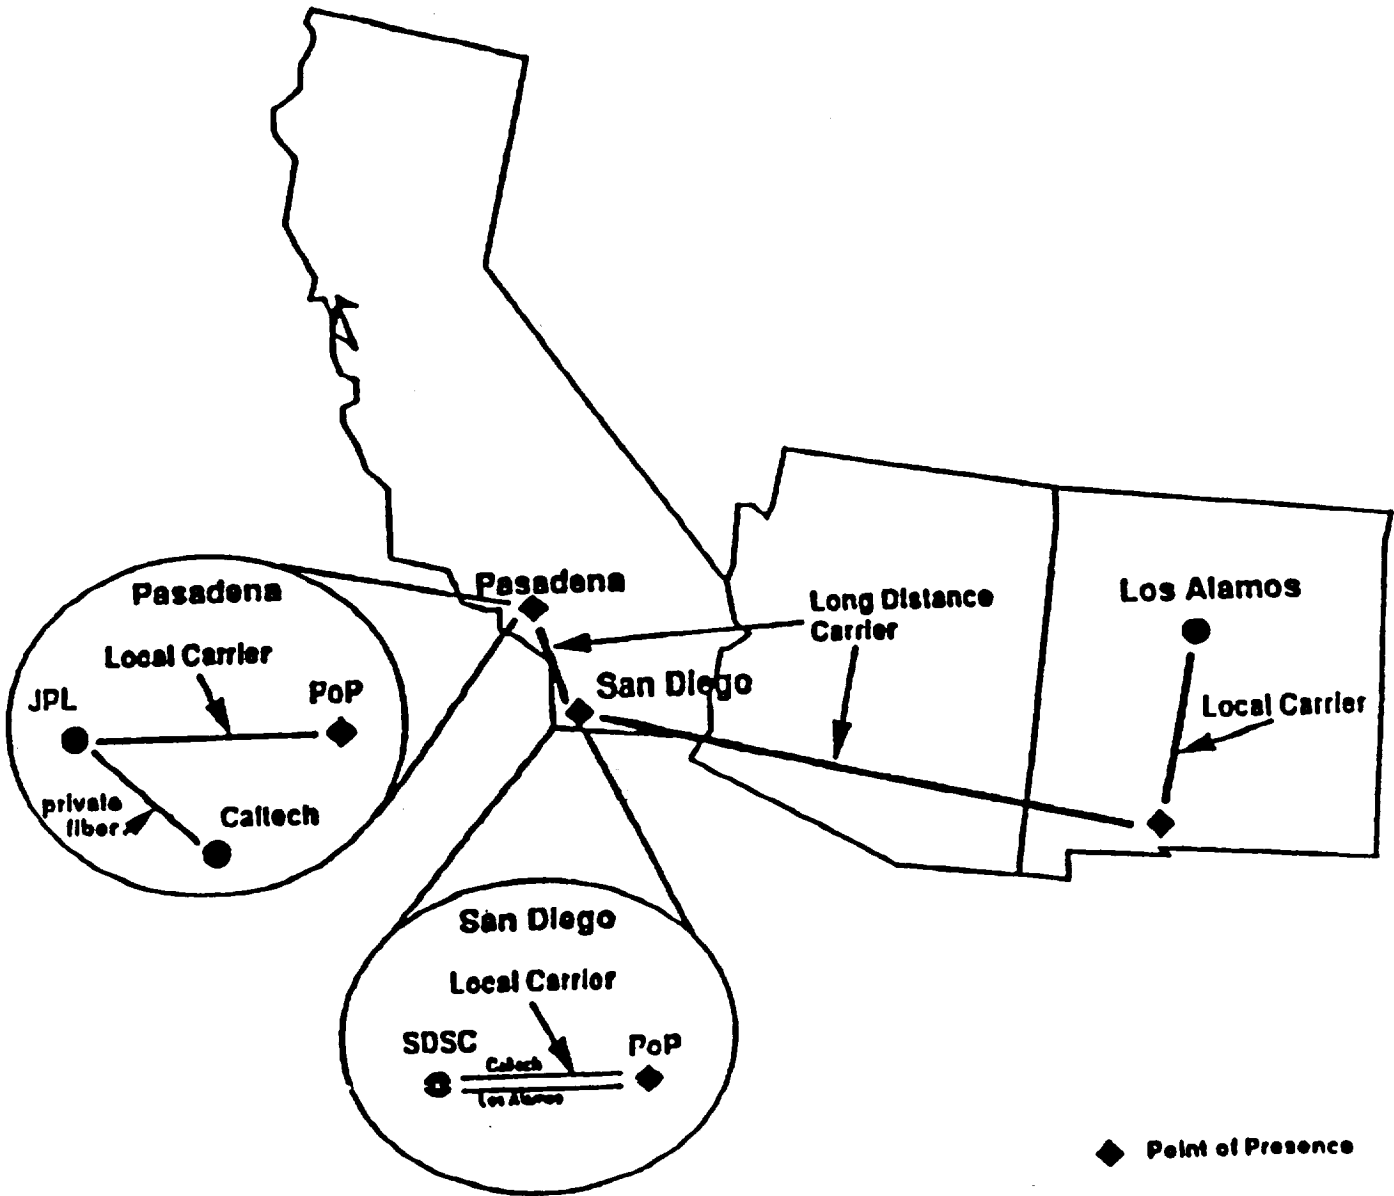 Pasadena
Long Distance
Carrier
Los Alamos
San Diego
Local Carrier
Pasadena
Local Carrier
JPL
PoP
private
fiber
Caltech
San Diego
Local Carrier
SDSC
PoP
Caltech
Los Alamos
Point of Presence